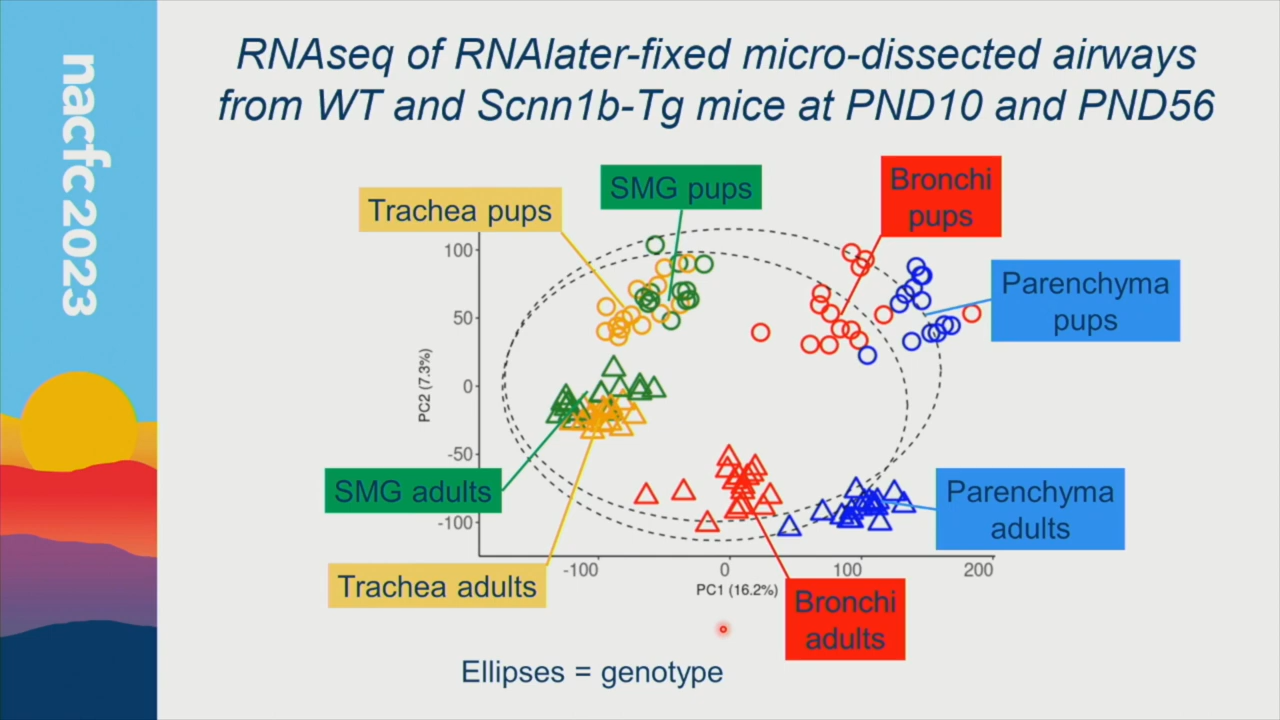 RNAseq of RNAlater-fixed micro-dissected airways
from WT and Scnn1b-Tg mice at PND10 and PND56
nacfc 2023
SMG pups
Bronchi
pups
Trachea pups
Parenchyma
pups
100
50
0
-50
-100
PC2 (7.3%)
SMG adults
Parenchyma
adults
Trachea adults
-100
0
100
200
PC1 (16.2%)
Bronchi
adults
Ellipses = genotype